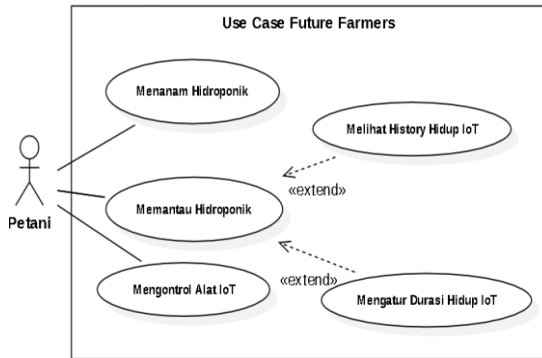 Use Case Future Farmers
Menanam Hidroponik
Melihat History Hidup IoT
«extend»
Petani
Memantau Hidroponik
Mengontrol Alat IoT
«extend»
Mengatur Durasi Hidup IoT